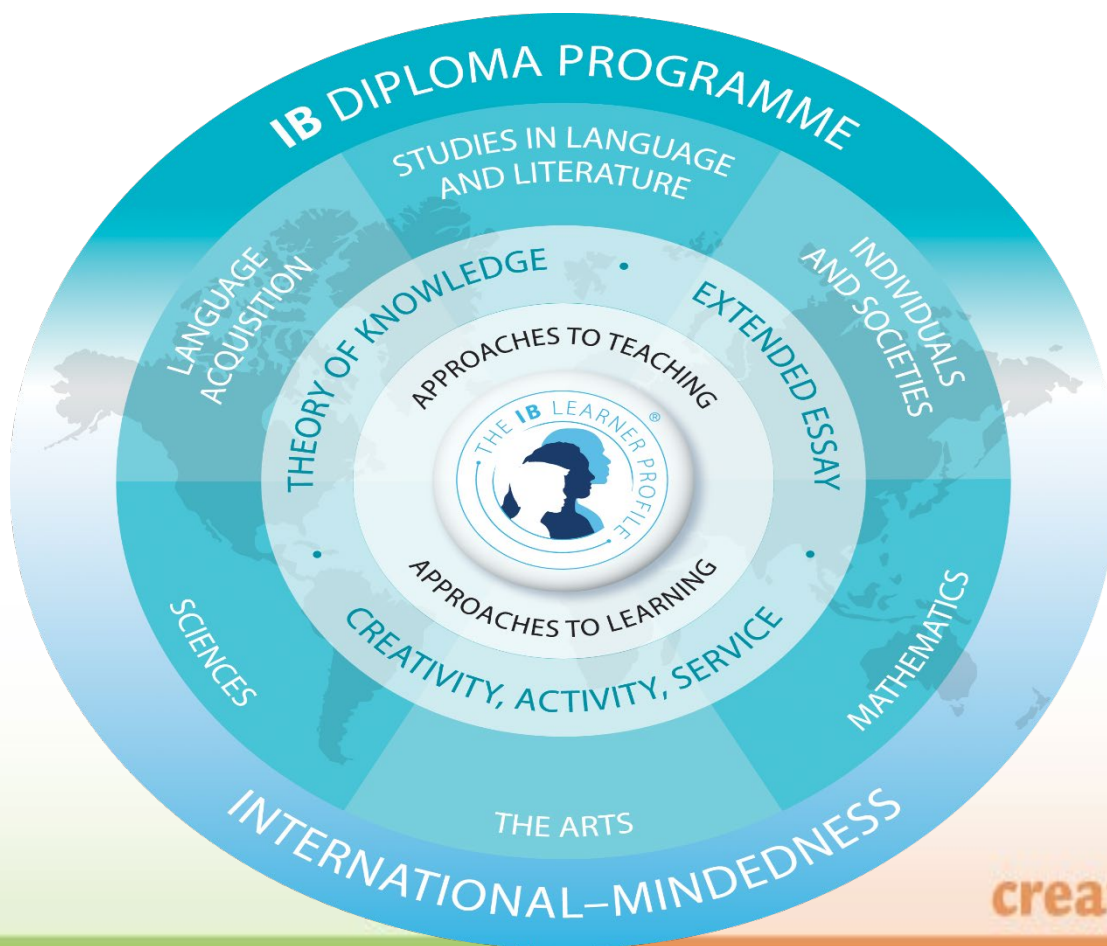 IB DIPLOMA PROGRAMME
STUDIES IN LANGUAGE
AND LITERATURE
LANGUAGE
ACQUISITION
INDIVIDUALS
AND SOCIETIES
THEORY OF KNOWLEDGE
EXTENDED ESSAY
APPROACHES TO TEACHING
THE IB LEARNER PROFILE ®
APPROACHES TO LEARNING
CREATIVITY, ACTIVITY, SERVICE
SCIENCES
MATHEMATICS
THE ARTS
INTERNATIONAL–MINDEDNESS
crea